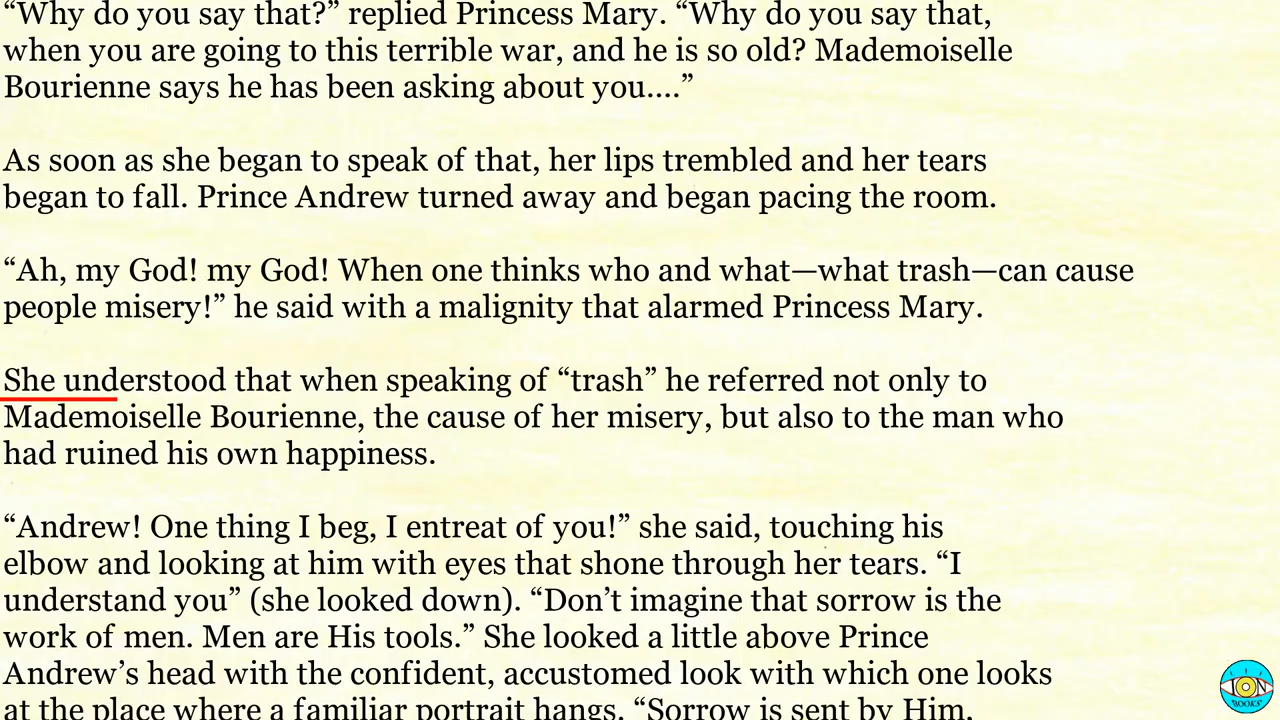 “Why do you say that?” replied Princess Mary. “Why do you say that,
when you are going to this terrible war, and he is so old? Mademoiselle
Bourienne says he has been asking about you....”
As soon as she began to speak of that, her lips trembled and her tears
began to fall. Prince Andrew turned away and began pacing the room.
“Ah, my God! my God! When one thinks who and what—what trash—can cause
people misery!” he said with a malignity that alarmed Princess Mary.
She understood that when speaking of “trash” he referred not only to
Mademoiselle Bourienne, the cause of her misery, but also to the man who
had ruined his own happiness.
“Andrew! One thing I beg, I entreat of you!” she said, touching his
elbow and looking at him with eyes that shone through her tears. “I
understand you” (she looked down). “Don’t imagine that sorrow is the
work of men. Men are His tools.” She looked a little above Prince
Andrew’s head with the confident, accustomed look with which one looks
at the place where a familiar portrait hangs. “Sorrow is sent by Him,
ION
BOOKS